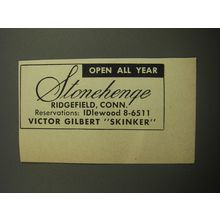 OPEN ALL YEAR
Stonehenge
RIDGEFIELD, CONN.
Reservations: IDlewood 8-6511
VICTOR GILBERT "SKINKER"